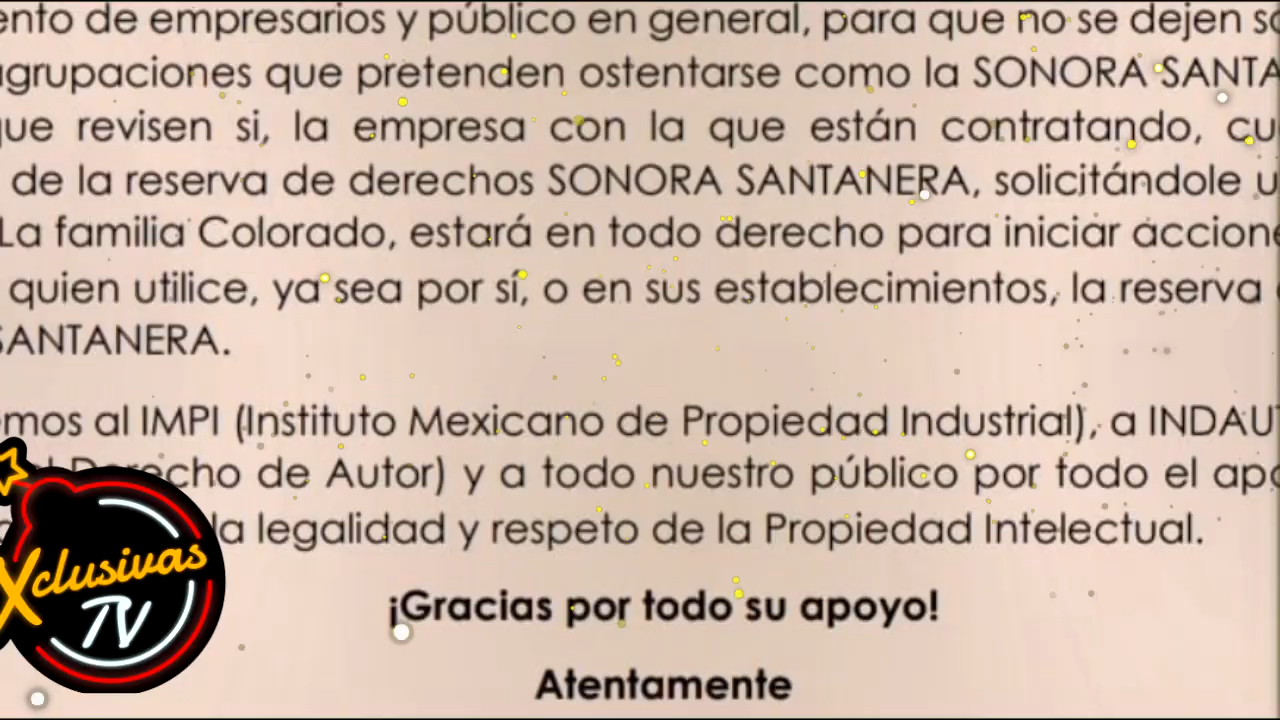 ento de empresarios y público en general, para que no se dejen so
agrupaciones que pretenden ostentarse como la SONORA SANTA
que revisen si, la empresa con la que están contratando, cu
de la reserva de derechos SONORA SANTANERA, solicitándole u
La familia Colorado, estará en todo derecho para iniciar accione
quien utilice, ya sea por sí, o en sus establecimientos, la reserva
SANTANERA.
emos al IMPI (Instituto Mexicano de Propiedad Industrial), a INDAUT
Derecho de Autor) y a todo nuestro público por todo el apo
la legalidad y respeto de la Propiedad Intelectual.
Xclusivas
TV
¡Gracias por todo su apoyo!
Atentamente